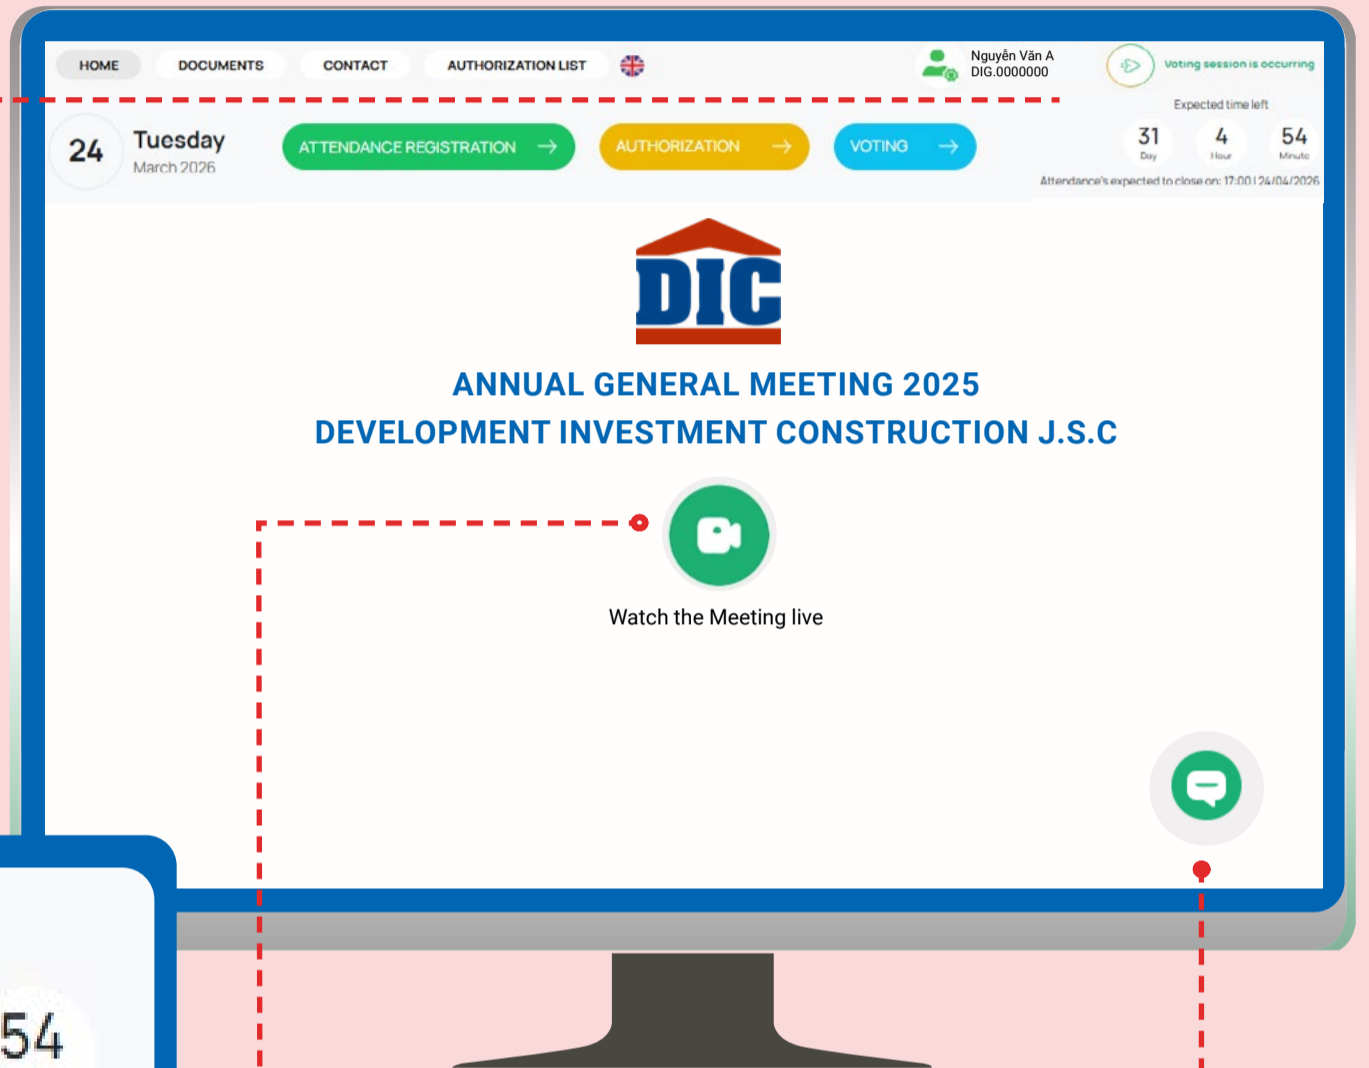 HOME
DOCUMENTS
CONTACT
AUTHORIZATION LIST
Nguyễn Văn A
DIG.0000000
Voting session is occurring
24
Tuesday
March 2026
ATTENDANCE REGISTRATION
AUTHORIZATION
VOTING
Expected time left
31
4
54
Day
Hour
Minute
Attendance's expected to close on: 17:00 | 24/04/2026
DIC
ANNUAL GENERAL MEETING 2025
DEVELOPMENT INVESTMENT CONSTRUCTION J.S.C
Watch the Meeting live
54